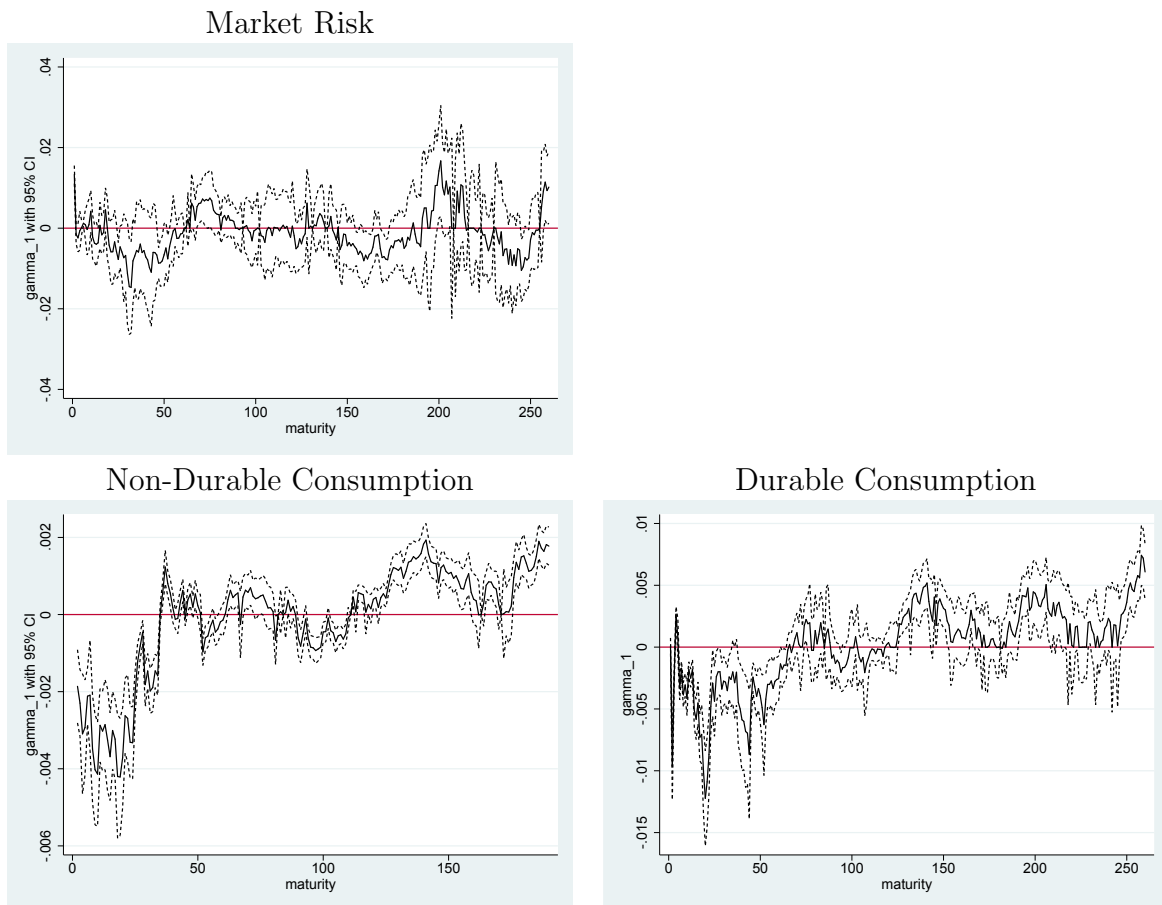 Market Risk
gamma_1 with 95% CI
.04
.02
0
-.02
-.04
0 50 100 150 200 250
maturity
Non-Durable Consumption
gamma_1 with 95% CI
.002
0
-.002
-.004
-.006
0 50 100 150
maturity
Durable Consumption
gamma_1
.01
.005
0
-.005
-.01
-.015
0 50 100 150 200 250
maturity